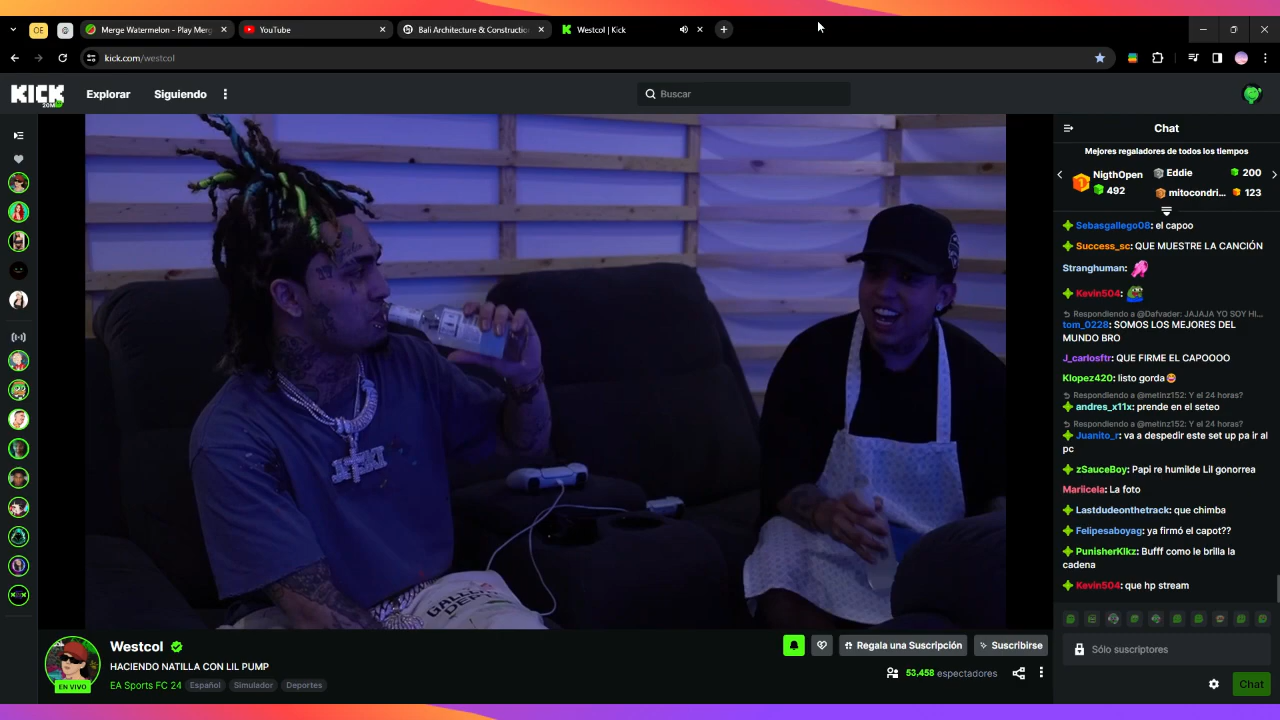 OE
Merge Watermelon - Play Merg
YouTube
Bali Architecture & Constructio
Westcol | Kick
kick.com/westcol
KICK
20M
Explorar
Siguiendo
Buscar
Chat
Mejores regaladores de todos los tiempos
NigthOpen
492
Eddie
200
mitocondri...
123
Sebasgallego08: el capoo
Success_sc: QUE MUESTRE LA CANCIÓN
Stranghuman:
Kevin504:
Respondiendo a @Dafvader: JAJAJA YO SOY HI...
tom_0228: SOMOS LOS MEJORES DEL
MUNDO BRO
J_carlosftr: QUE FIRME EL CAPOOOO
Klopez420: listo gorda
Respondiendo a @metinz152: Y el 24 horas?
andres_x11x: prende en el seteo
Respondiendo a @metinz152: Y el 24 horas?
Juanito_r: va a despedir este set up pa ir al
pc
zSauceBoy: Papi re humilde Lil gonorrea
Mariicela: La foto
Lastdudeonthetrack: que chimba
Felipesaboyag: ya firmó el capot??
PunisherKlkz: Bufff como le brilla la
cadena
Kevin504: que hp stream
Sólo suscriptores
Chat
GALLERY
DEPT
EN VIVO
Westcol
HACIENDO NATILLA CON LIL PUMP
EA Sports FC 24
Español
Simulador
Deportes
Regala una Suscripción
Suscribirse
53,458 espectadores